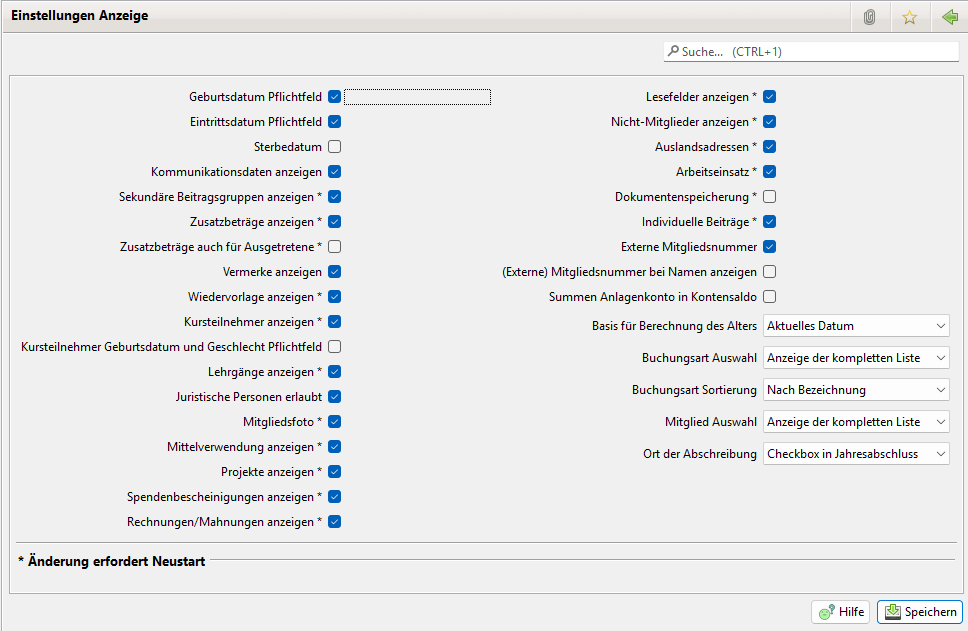 Einstellungen Anzeige
Suche... (CTRL+1)
Geburtsdatum Pflichtfeld
Eintrittsdatum Pflichtfeld
Sterbedatum
Kommunikationsdaten anzeigen
Sekundäre Beitragsgruppen anzeigen *
Zusatzbeträge anzeigen *
Zusatzbeträge auch für Ausgetretene *
Vermerke anzeigen
Wiedervorlage anzeigen *
Kursteilnehmer anzeigen *
Kursteilnehmer Geburtsdatum und Geschlecht Pflichtfeld
Lehrgänge anzeigen *
Juristische Personen erlaubt
Mitgliedsfoto *
Mittelverwendung anzeigen *
Projekte anzeigen *
Spendenbescheinigungen anzeigen *
Rechnungen/Mahnungen anzeigen *
Lesefelder anzeigen *
Nicht-Mitglieder anzeigen *
Auslandsadressen *
Arbeitseinsatz *
Dokumentenspeicherung *
Individuelle Beiträge *
Externe Mitgliedsnummer
(Externe) Mitgliedsnummer bei Namen anzeigen
Summen Anlagenkonto in Kontensaldo
Basis für Berechnung des Alters Aktuelles Datum
Buchungsart Auswahl Anzeige der kompletten Liste
Buchungsart Sortierung Nach Bezeichnung
Mitglied Auswahl Anzeige der kompletten Liste
Ort der Abschreibung Checkbox in Jahresabschluss
* Änderung erfordert Neustart
Hilfe Speichern